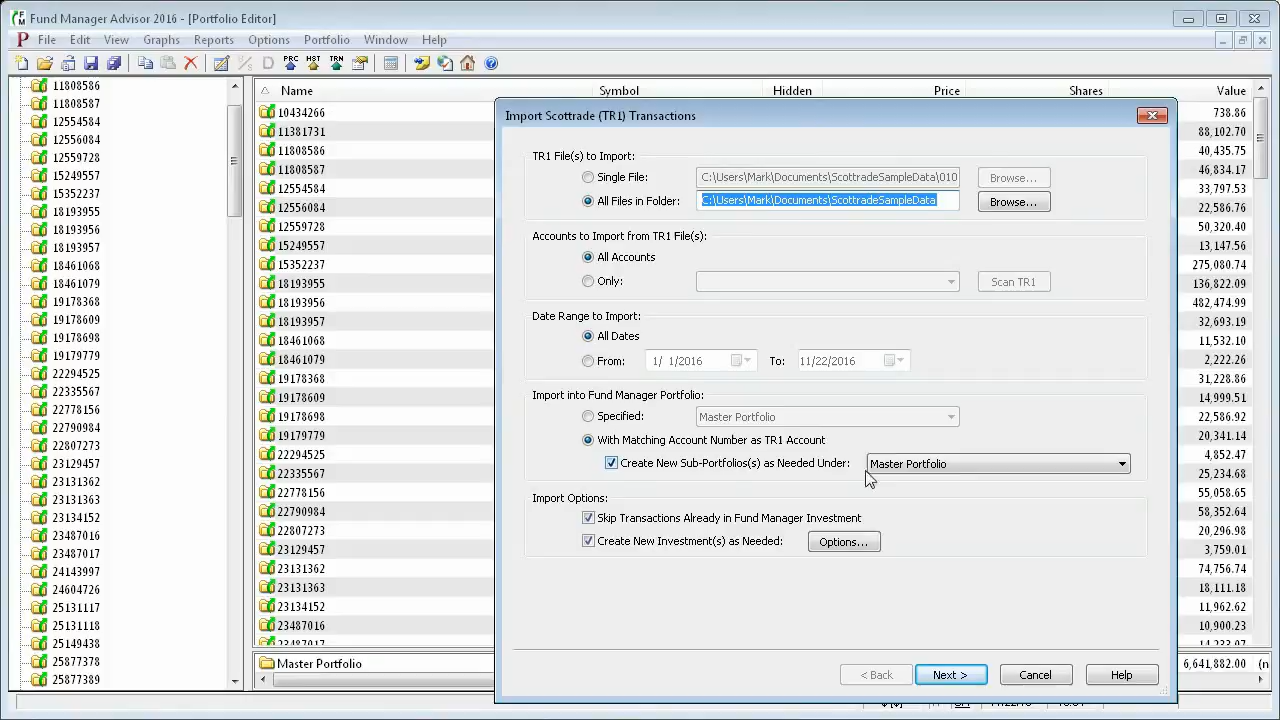 Fund Manager Advisor 2016 - [Portfolio Editor]
P File Edit View Graphs Reports Options Portfolio Window Help
PRC HST TRN
11808586
11808587
12554584
12556084
12559728
15249557
15352237
18193955
18193956
18193957
18461068
18461079
19178368
19178609
19178698
19179779
22294525
22335567
22778156
22790984
22807273
23129457
23131362
23131363
23134152
23487016
23487017
24143997
24604726
25131117
25131118
25149438
25877378
25877389
Name Symbol Hidden Price Shares Value
10434266 738.86
11381731 88,102.70
11808586 40,435.75
11808587 46,834.17
12554584 33,797.53
12556084 22,586.76
12559728 50,320.40
15249557 13,147.56
15352237 275,080.74
18193955 136,822.09
18193956 482,474.99
18193957 32,693.19
18461068 11,532.10
18461079 2,222.26
19178368 31,228.86
19178609 14,999.51
19178698 22,586.92
19179779 20,341.14
22294525 4,852.47
22335567 25,234.68
22778156 55,058.65
22790984 58,352.64
22807273 20,296.98
23129457 3,759.01
23131362 74,756.74
23131363 18,111.18
23134152 11,962.62
23487016 10,900.23
23487017
Master Portfolio 6,641,882.00 (n
Import Scottrade (TR1) Transactions
TR1 File(s) to Import:
Single File: C:\Users\Mark\Documents\ScottradeSampleData\010 Browse...
All Files in Folder: C:\Users\Mark\Documents\ScottradeSampleData Browse...
Accounts to Import from TR1 File(s):
All Accounts
Only: Scan TR1
Date Range to Import:
All Dates
From: 1/ 1/2016 To: 11/22/2016
Import into Fund Manager Portfolio:
Specified: Master Portfolio
With Matching Account Number as TR1 Account
Create New Sub-Portfolios(s) as Needed Under: Master Portfolio
Import Options:
Skip Transactions Already in Fund Manager Investment
Create New Investment(s) as Needed: Options...
< Back Next > Cancel Help